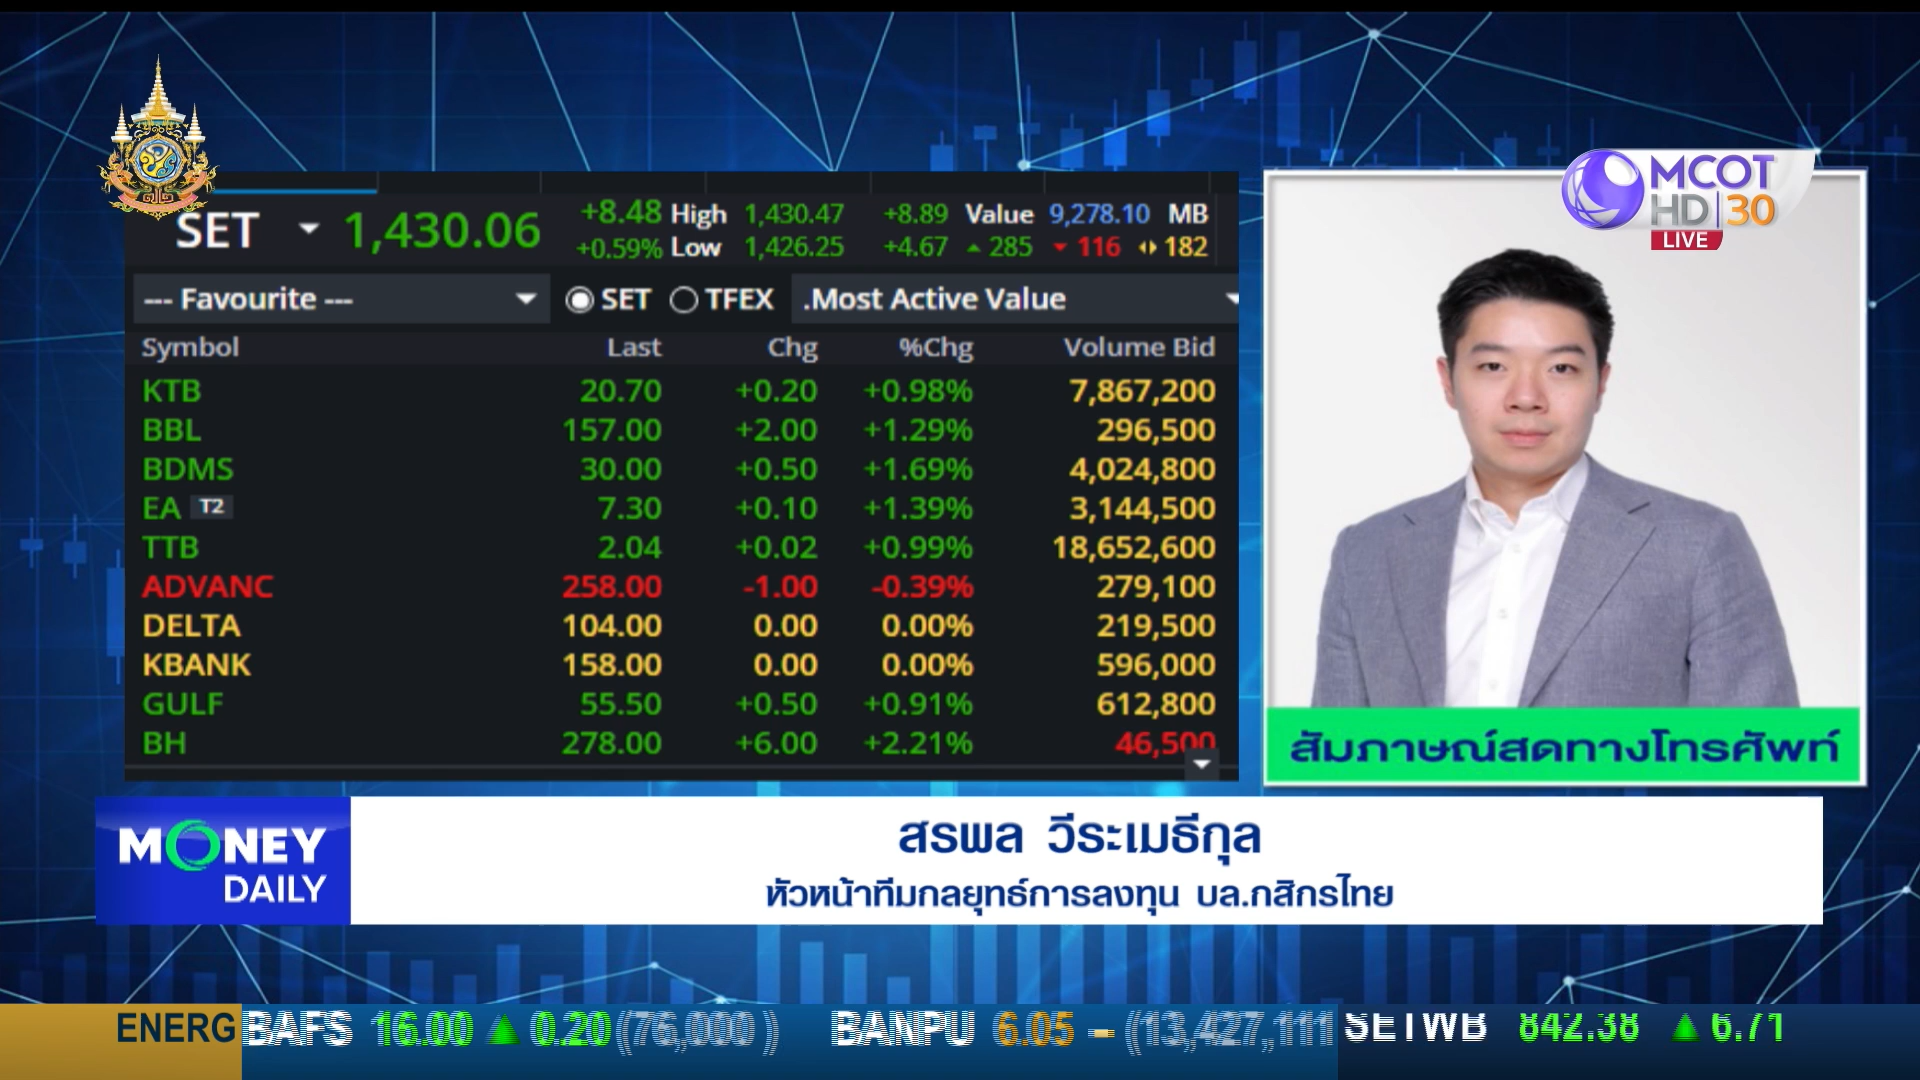 MCOT
HD 30
LIVE
SET 1,430.06 +8.48 High 1,430.47 +8.89 Value 9,278.10 MB
+0.59% Low 1,426.25 +4.67 285 116 182
--- Favourite --- SET TFEX .Most Active Value
Symbol Last Chg %Chg Volume Bid
KTB 20.70 +0.20 +0.98% 7,867,200
BBL 157.00 +2.00 +1.29% 296,500
BDMS 30.00 +0.50 +1.69% 4,024,800
EA T2 7.30 +0.10 +1.39% 3,144,500
TTB 2.04 +0.02 +0.99% 18,652,600
ADVANC 258.00 -1.00 -0.39% 279,100
DELTA 104.00 0.00 0.00% 219,500
KBANK 158.00 0.00 0.00% 596,000
GULF 55.50 +0.50 +0.91% 612,800
BH 278.00 +6.00 +2.21% 46,500
สัมภาษณ์สดทางโทรศัพท์
MONEY
DAILY
สรพล วีระเมธีกุล
หัวหน้าทีมกลยุทธ์การลงทุน บล.กสิกรไทย
ENERG BAFS 16.00 ▲ 0.20 (76,000) BANPU 6.05 – (13,427,111 SETWB 842.38 ▲ 6.71